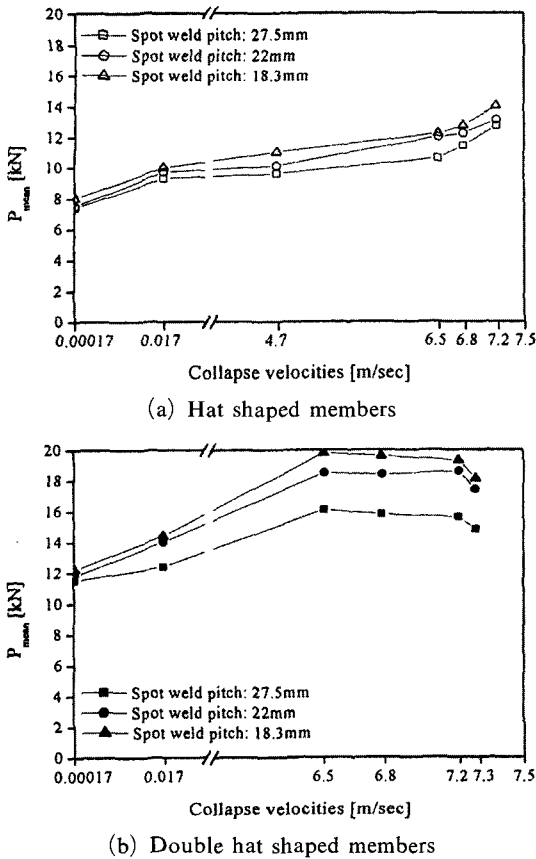 20
18
16
14
12
10
8
6
4
2
0
P mean [kN]
Spot weld pitch: 27.5mm
Spot weld pitch: 22mm
Spot weld pitch: 18.3mm
0.00017 0.017 4.7 6.5 6.8 7.2 7.5
Collapse velocities [m/sec]
(a) Hat shaped members
20
18
16
14
12
10
8
6
4
2
0
P mean [kN]
Spot weld pitch: 27.5mm
Spot weld pitch: 22mm
Spot weld pitch: 18.3mm
0.00017 0.017 6.5 6.8 7.2 7.3 7.5
Collapse velocities [m/sec]
(b) Double hat shaped members